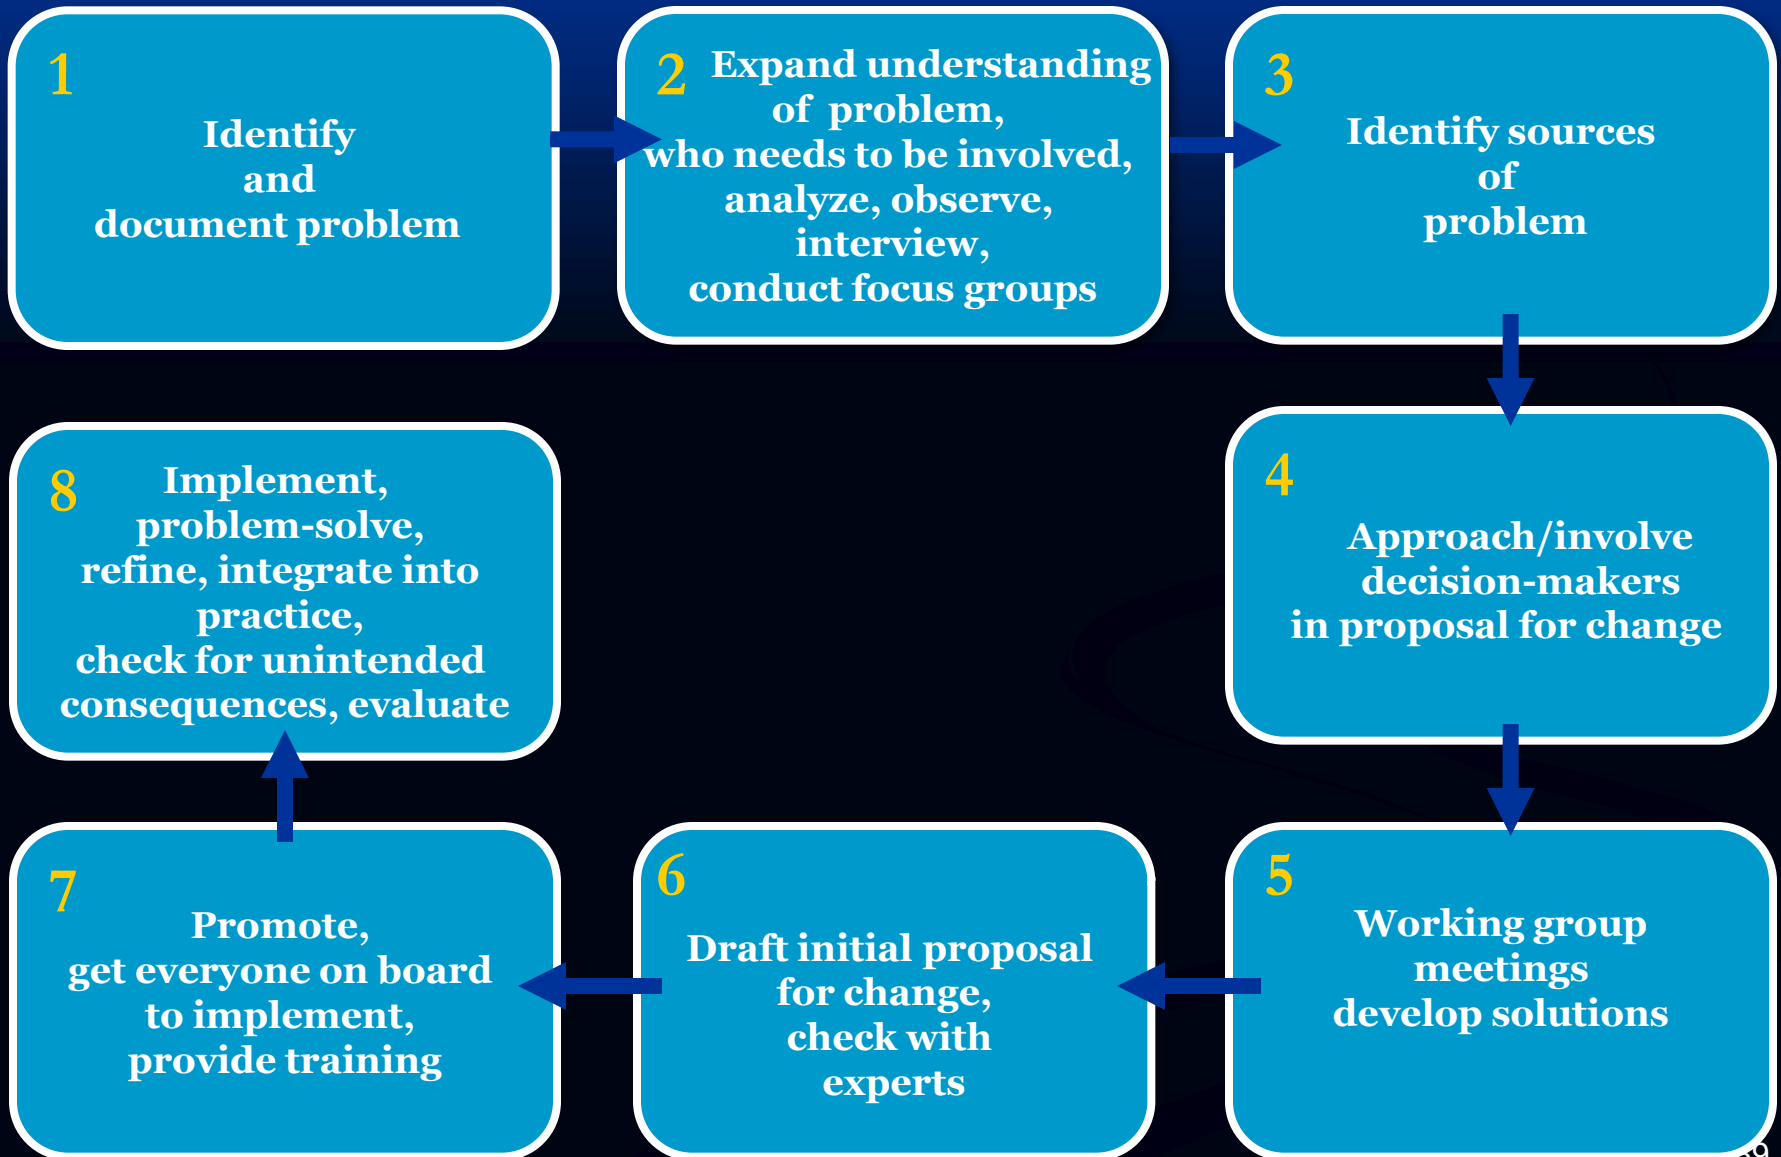 1
Identify
and
document problem
2 Expand understanding
of problem,
who needs to be involved,
analyze, observe,
interview,
conduct focus groups
3
Identify sources
of
problem
4
Approach/involve
decision-makers
in proposal for change
5
Working group
meetings
develop solutions
6
Draft initial proposal
for change,
check with
experts
7
Promote,
get everyone on board
to implement,
provide training
8
Implement,
problem-solve,
refine, integrate into
practice,
check for unintended
consequences, evaluate